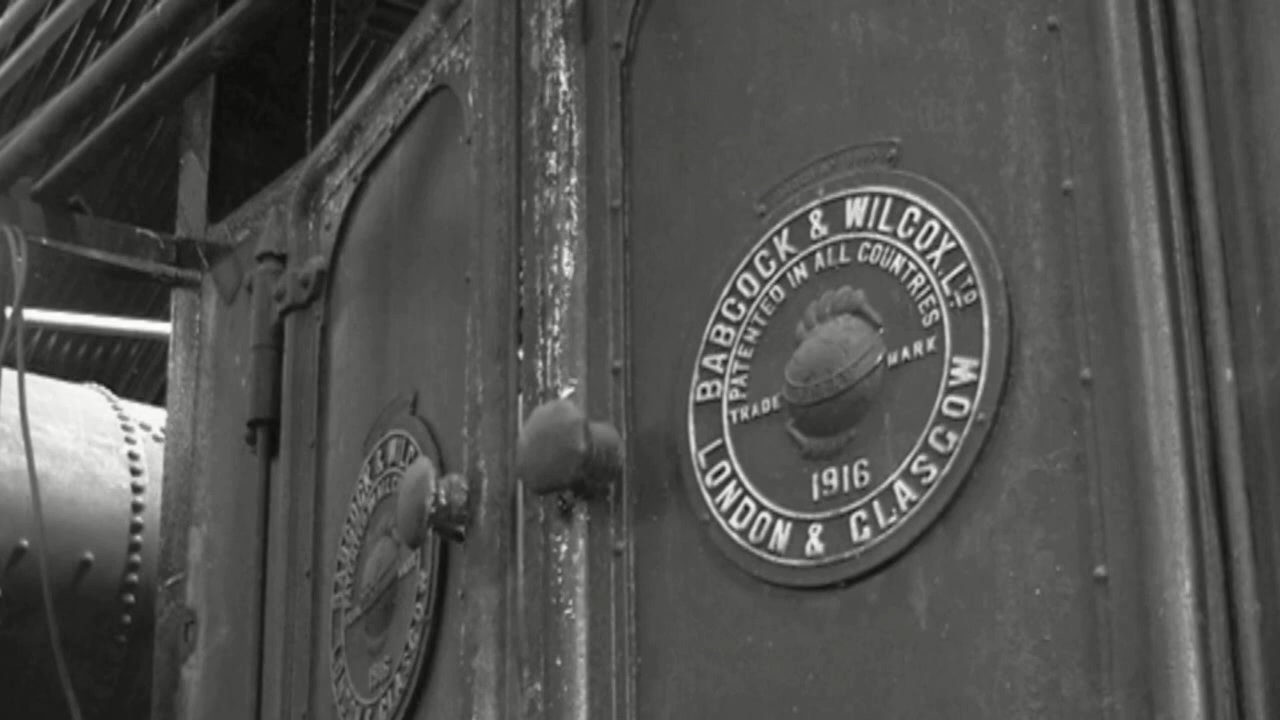 BABCOCK & WILCOX, LTD
PATENTED IN ALL COUNTRIES
TRADE MARK
1916
LONDON & GLASGOW